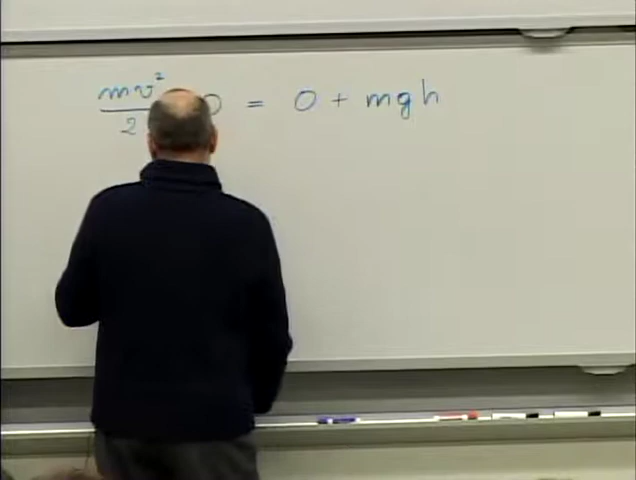 mv²/2 0 = 0 + mgh